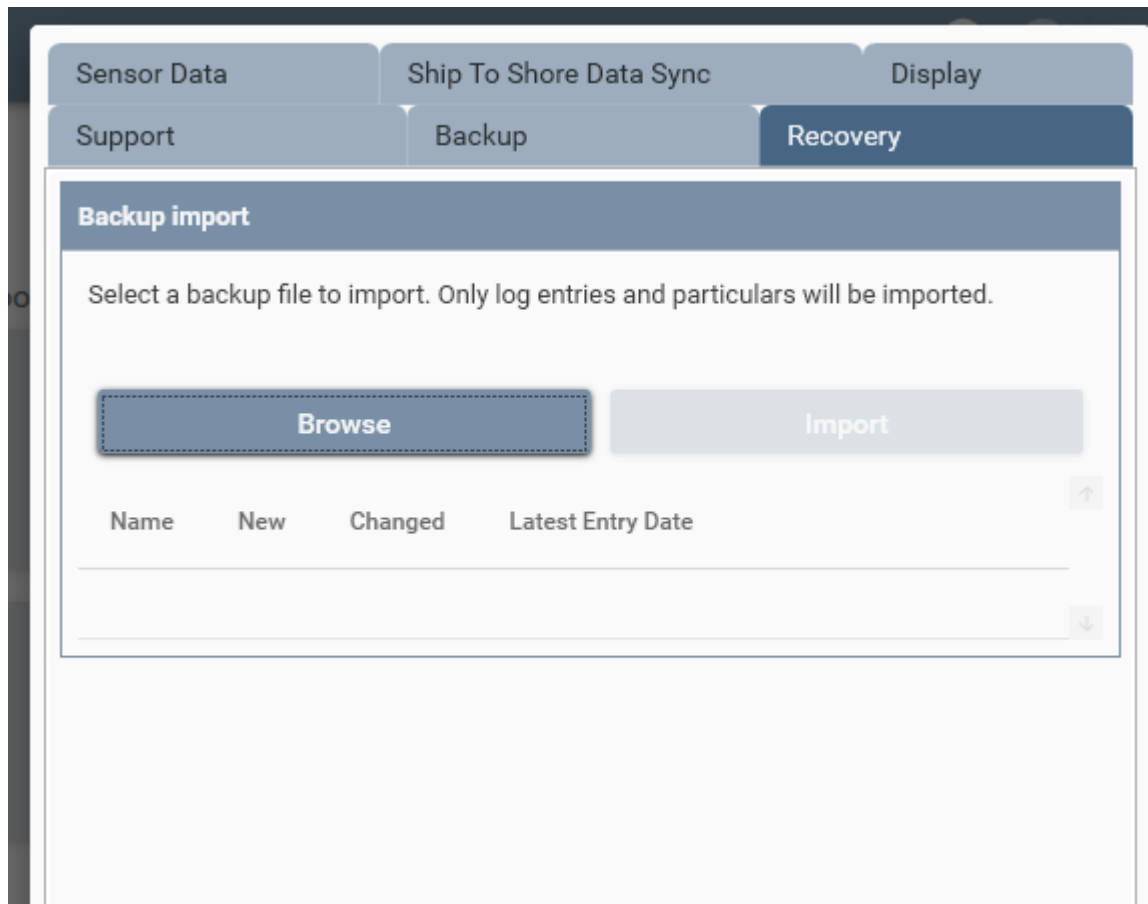 Sensor Data Ship To Shore Data Sync Display
Support Backup Recovery
Backup import
Select a backup file to import. Only log entries and particulars will be imported.
Browse Import
Name New Changed Latest Entry Date